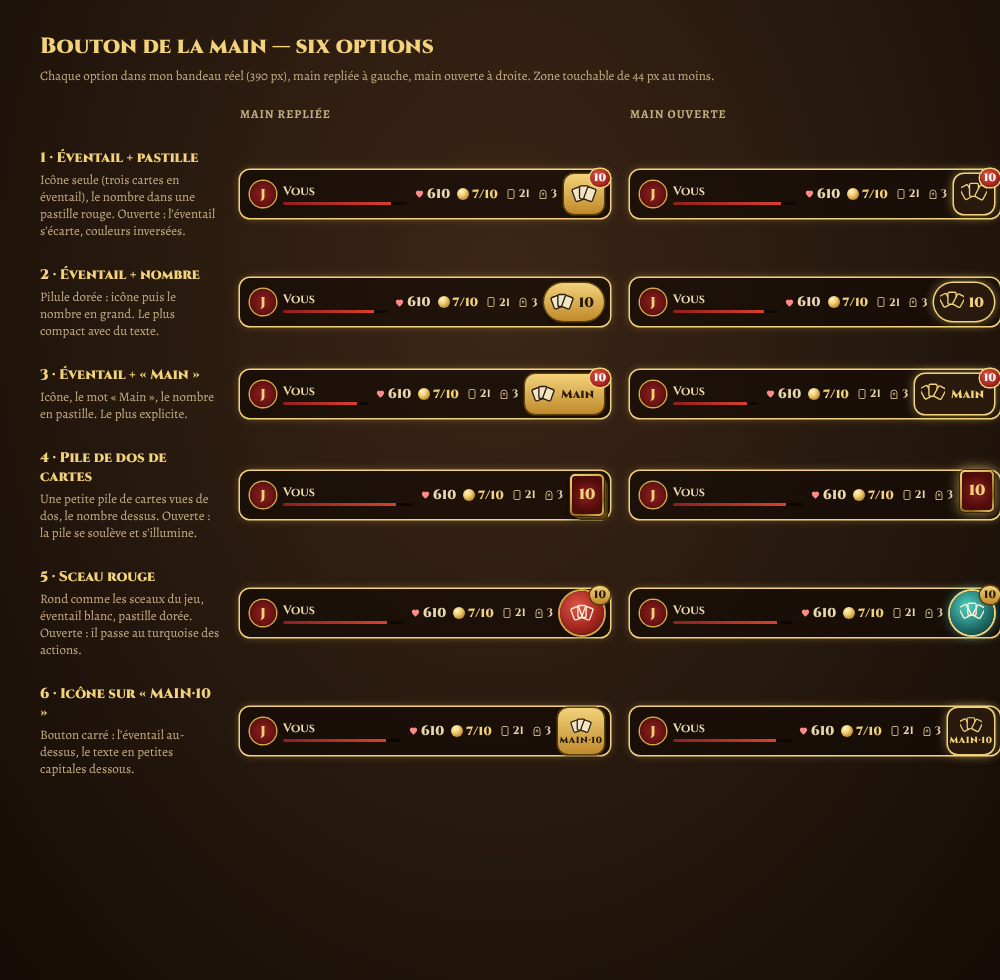 Bouton de la main — six options
Chaque option dans mon bandeau réel (390 px), main repliée à gauche, main ouverte à droite. Zone touchable de 44 px au moins.
MAIN REPLIÉE
MAIN OUVERTE
1 · Éventail + pastille
Icône seule (trois cartes en
éventail), le nombre dans une
pastille rouge. Ouverte : l'éventail
s'écarte, couleurs inversées.
J Vous 610 7/10 21 3 10
J Vous 610 7/10 21 3 10
2 · Éventail + nombre
Pilule dorée : icône puis le
nombre en grand. Le plus
compact avec du texte.
J Vous 610 7/10 21 3 10
J Vous 610 7/10 21 3 10
3 · Éventail + « Main »
Icône, le mot « Main », le nombre
en pastille. Le plus explicite.
J Vous 610 7/10 21 3 Main 10
J Vous 610 7/10 21 3 Main 10
4 · Pile de dos de
cartes
Une petite pile de cartes vues de
dos, le nombre dessus. Ouverte :
la pile se soulève et s'illumine.
J Vous 610 7/10 21 3 10
J Vous 610 7/10 21 3 10
5 · Sceau rouge
Rond comme les sceaux du jeu,
éventail blanc, pastille dorée.
Ouverte : il passe au turquoise des
actions.
J Vous 610 7/10 21 3 10
J Vous 610 7/10 21 3 10
6 · Icône sur « MAIN·10
»
Bouton carré : l'éventail au-
dessus, le texte en petites
capitales dessous.
J Vous 610 7/10 21 3 MAIN·10
J Vous 610 7/10 21 3 MAIN·10